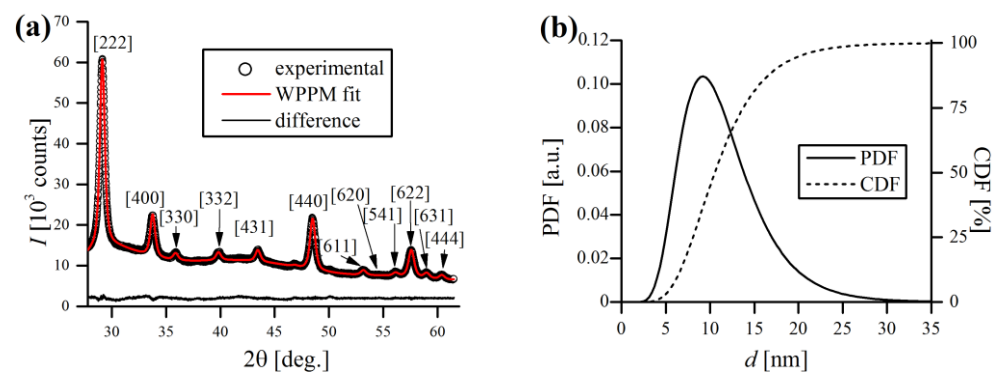 (a)
70
60
50
40
30
20
10
0
I [10³ counts]
[222]
experimental
WPPM fit
difference
[400]
[330]
[332]
[431]
[440]
[611]
[620]
[541]
[622]
[631]
[444]
30 35 40 45 50 55 60
2θ [deg.]
(b)
0.12
0.10
0.08
0.06
0.04
0.02
0.00
PDF [a.u.]
PDF
CDF
100
75
50
25
0
CDF [%]
0 5 10 15 20 25 30 35
d [nm]